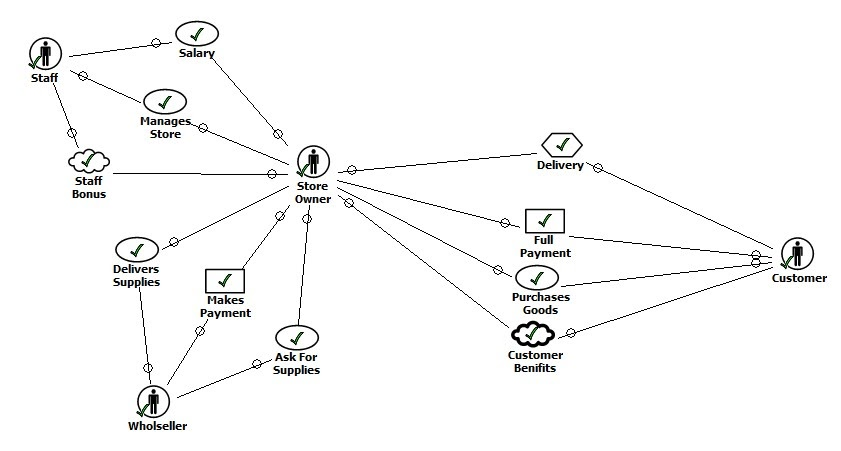 Salary
Staff
Manages
Store
Delivery
Staff
Bonus
Store
Owner
Full
Payment
Delivers
Supplies
Customer
Makes
Payment
Purchases
Goods
Ask For
Supplies
Customer
Benifits
Wholseller